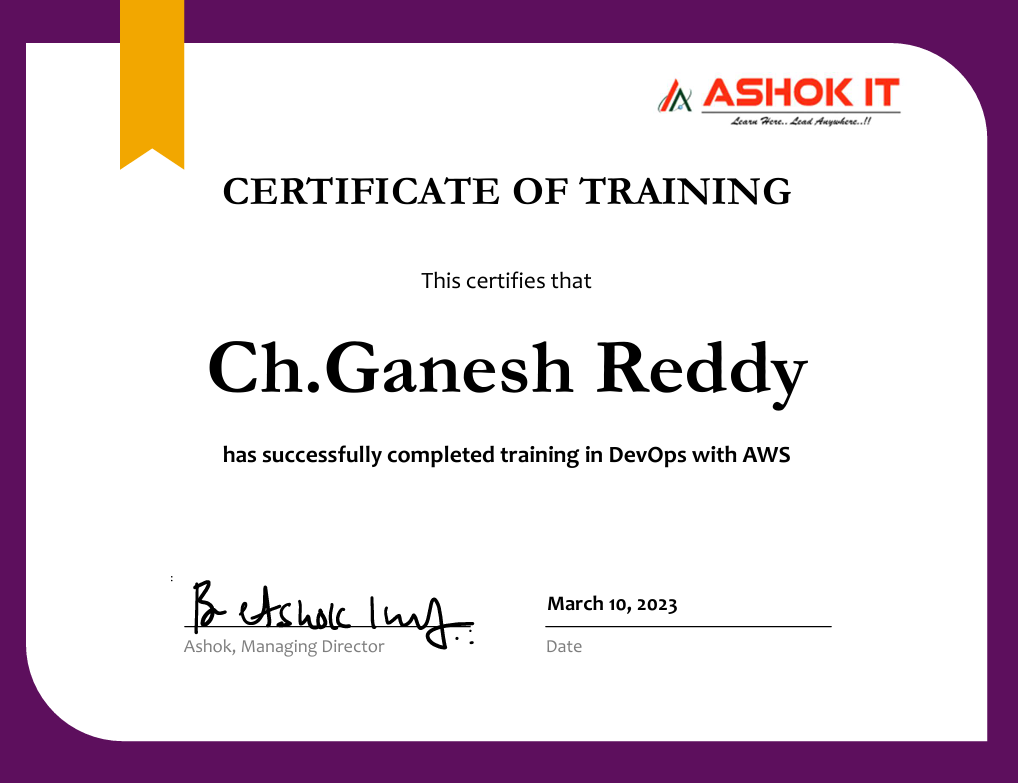 ASHOK IT
Learn Here.. Lead Anywhere..!!
CERTIFICATE OF TRAINING
This certifies that
Ch.Ganesh Reddy
has successfully completed training in DevOps with AWS
B Ashok
March 10, 2023
Ashok, Managing Director
Date